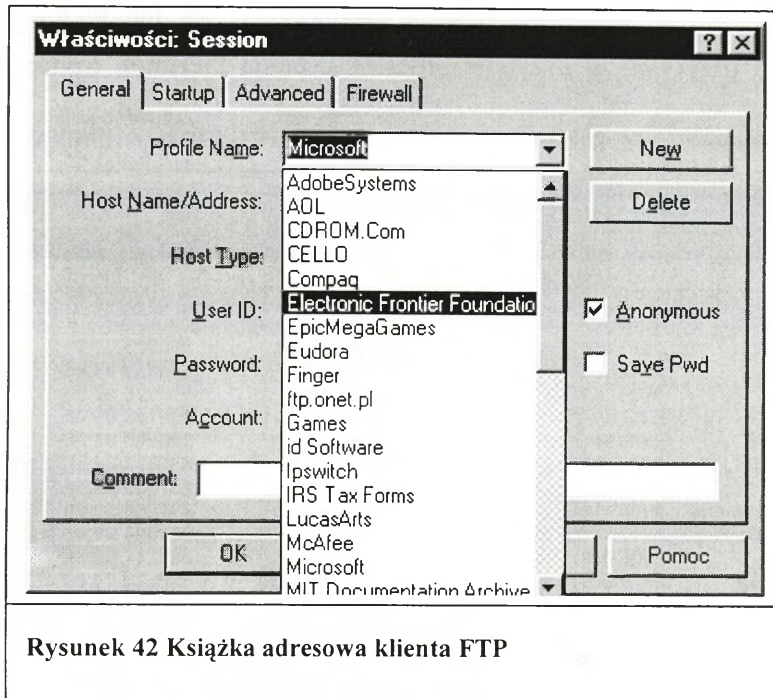 Właściwości: Session
? ×
General Startup Advanced Firewall
Profile Name: Microsoft New
Host Name/Address: Delete
Host Type:
User ID: Anonymous
Password: Save Pwd
Account:
AdobeSystems
AOL
CDROM.Com
CELLO
Compaq
Electronic Frontier Foundatio
EpicMegaGames
Eudora
Finger
ftp.onet.pl
Games
id Software
Ipswitch
IRS Tax Forms
LucasArts
McAfee
Microsoft
MIT Documentation Archive
Comment:
OK Pomoc
Rysunek 42 Książka adresowa klienta FTP